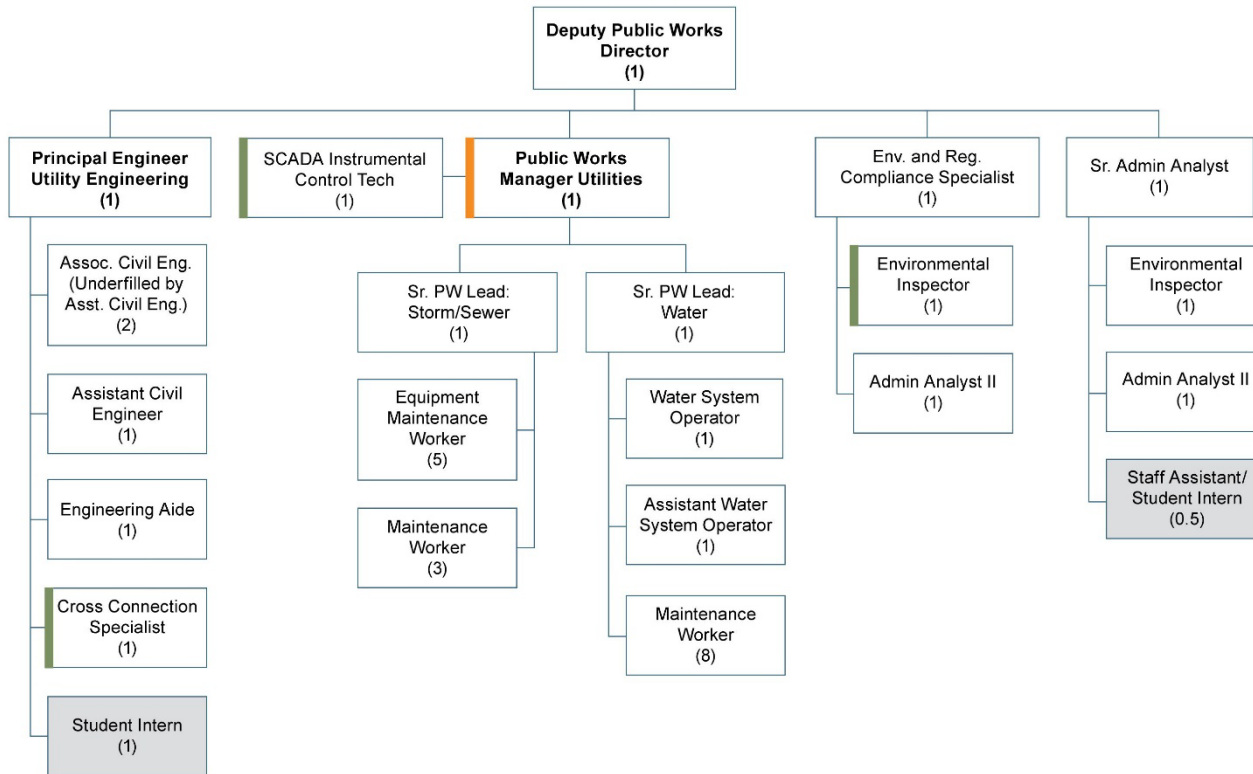 Deputy Public Works
Director
(1)
Principal Engineer
Utility Engineering
(1)
Assoc. Civil Eng.
(Underfilled by
Asst. Civil Eng.)
(2)
Assistant Civil
Engineer
(1)
Engineering Aide
(1)
Cross Connection
Specialist
(1)
Student Intern
(1)
SCADA Instrumental
Control Tech
(1)
Public Works
Manager Utilities
(1)
Sr. PW Lead:
Storm/Sewer
(1)
Equipment
Maintenance
Worker
(5)
Maintenance
Worker
(3)
Sr. PW Lead:
Water
(1)
Water System
Operator
(1)
Assistant Water
System Operator
(1)
Maintenance
Worker
(8)
Env. and Reg.
Compliance Specialist
(1)
Environmental
Inspector
(1)
Admin Analyst II
(1)
Sr. Admin Analyst
(1)
Environmental
Inspector
(1)
Admin Analyst II
(1)
Staff Assistant/
Student Intern
(0.5)